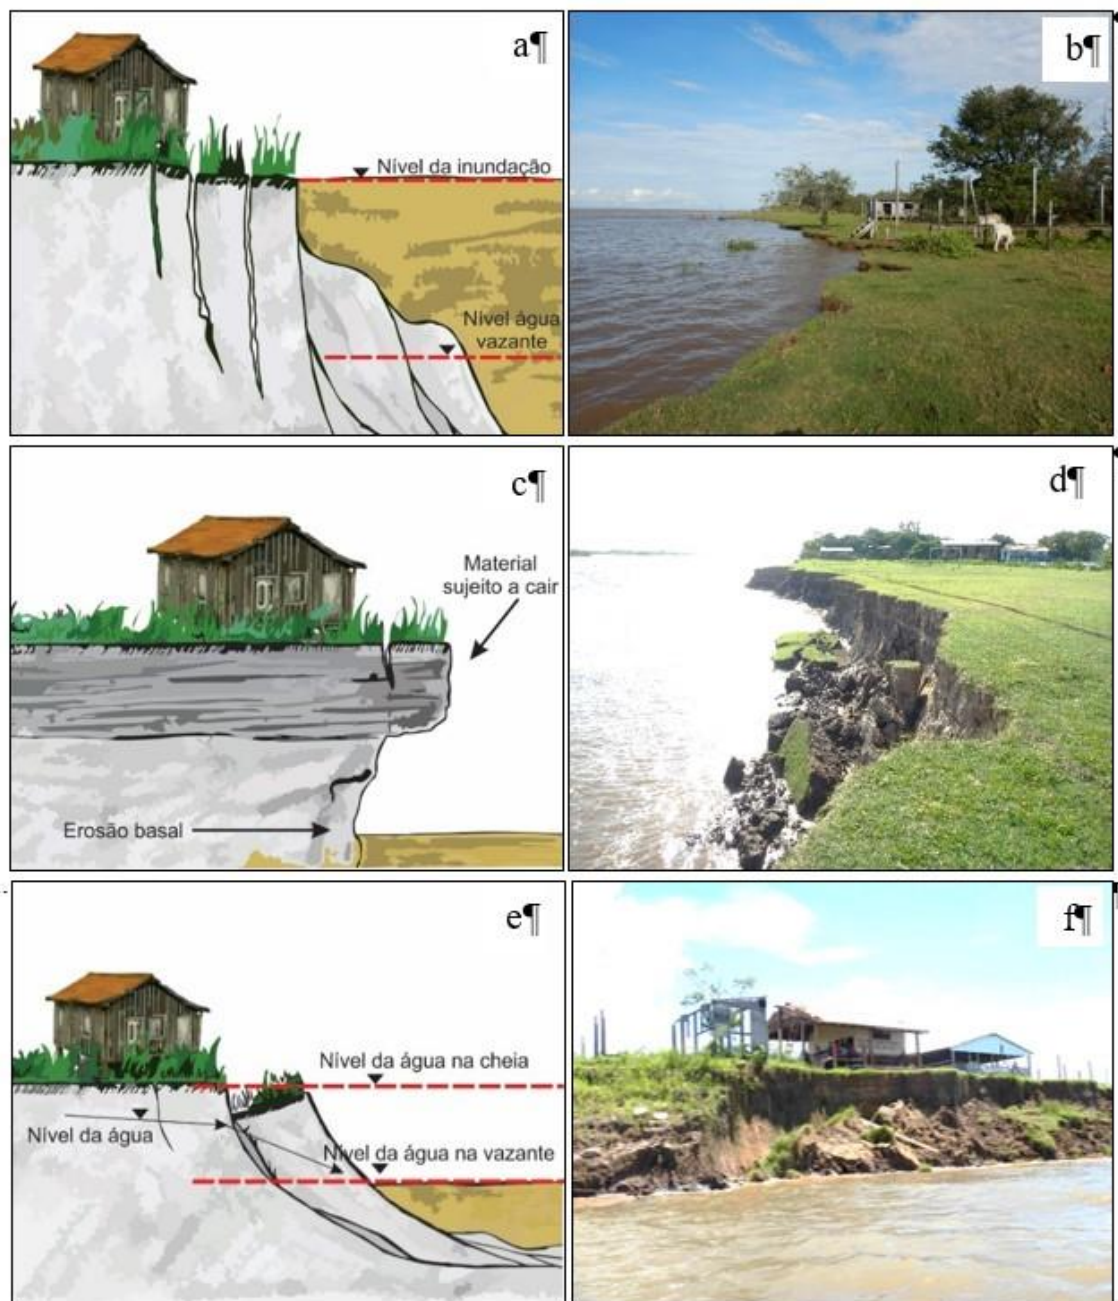 a¶
b¶
Nível da inundação
Nível água
vazante
c¶
d¶
Material
sujeito a cair
Erosão basal
e¶
f¶
Nível da água na cheia
Nível da água
Nível da água na vazante